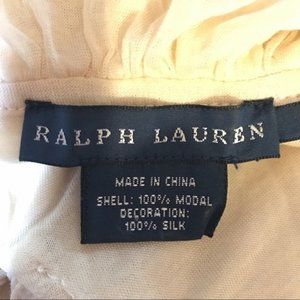 RALPH LAUREN
MADE IN CHINA
SHELL: 100% MODAL
DECORATION:
100% SILK